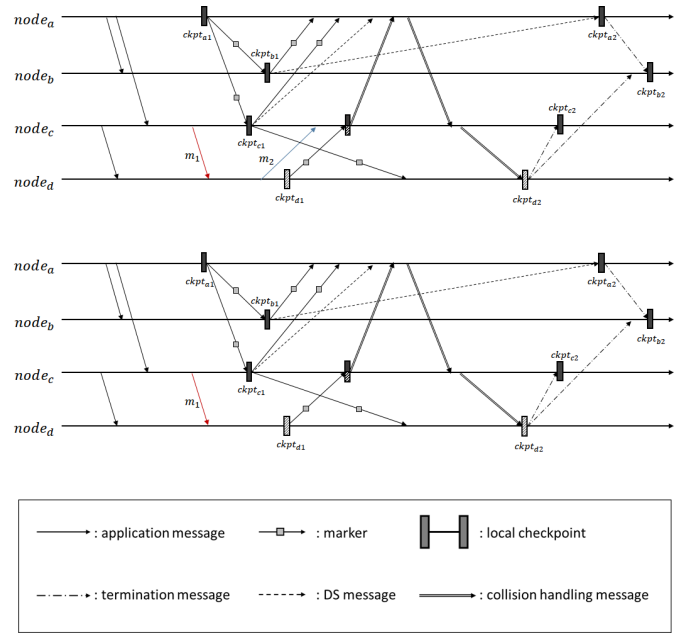 node_a
ckpt_a1
ckpt_a2
ckpt_b1
node_b
ckpt_b2
ckpt_c2
node_c
ckpt_c1
m_1
m_2
node_d
ckpt_d1
ckpt_d2
node_a
ckpt_a1
ckpt_a2
ckpt_b1
node_b
ckpt_b2
ckpt_c2
node_c
ckpt_c1
m_1
node_d
ckpt_d1
ckpt_d2
: application message : marker : local checkpoint
: termination message : DS message : collision handling message